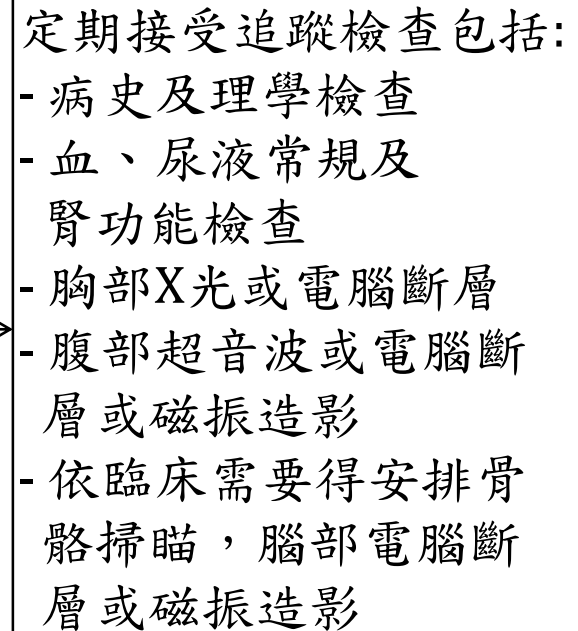 定期接受追蹤檢查包括:
- 病史及理學檢查
- 血、尿液常規及
腎功能檢查
- 胸部X光或電腦斷層
- 腹部超音波或電腦斷
層或磁振造影
- 依臨床需要得安排骨
骼掃瞄，腦部電腦斷
層或磁振造影